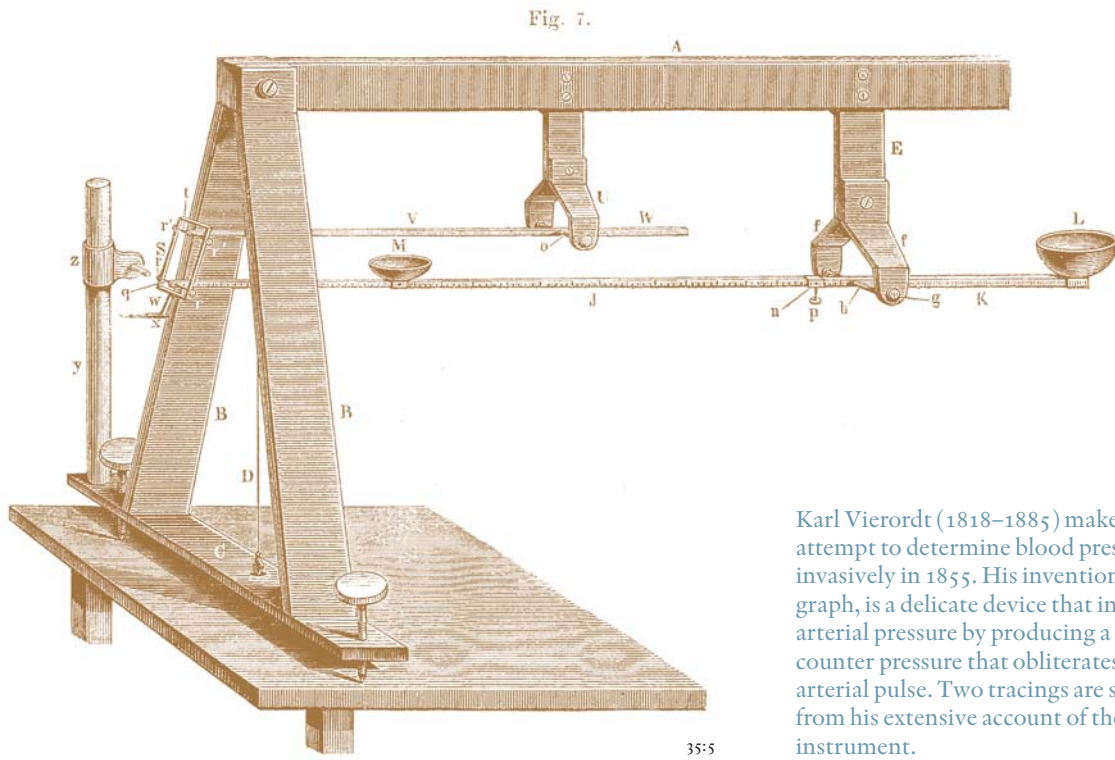 Fig. 7.
A
E
t
U
r'
V
W
L
f
f
S
M
o
z
r
q
w
r
J
n
p
h
g
K
x
y
B
B
D
C
Karl Vierordt (1818–1885) make
attempt to determine blood pres
invasively in 1855. His invention
graph, is a delicate device that in
arterial pressure by producing a
counter pressure that obliterates
arterial pulse. Two tracings are s
from his extensive account of the
35:5 instrument.